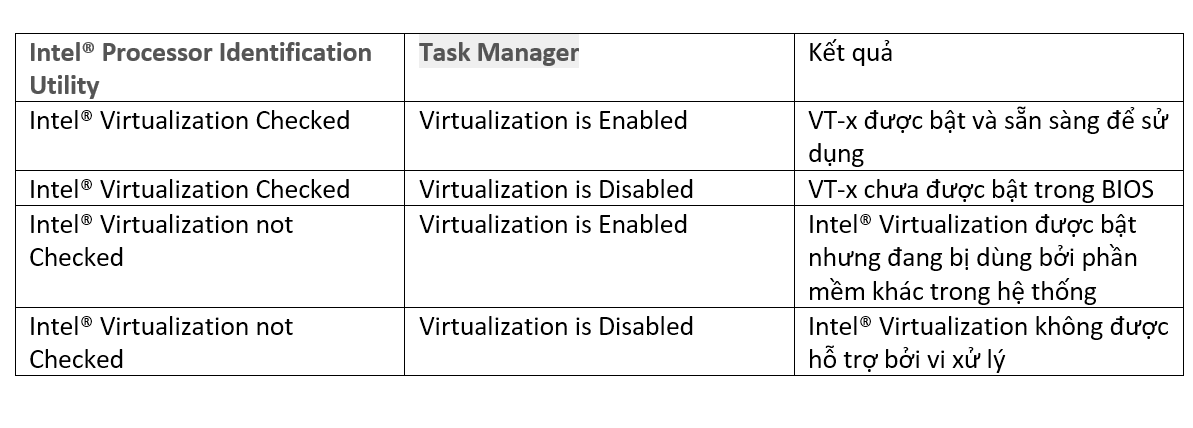 Intel® Processor Identification
Utility
Task Manager
Kết quả
Intel® Virtualization Checked
Virtualization is Enabled
VT-x được bật và sẵn sàng để sử
dụng
Intel® Virtualization Checked
Virtualization is Disabled
VT-x chưa được bật trong BIOS
Intel® Virtualization not
Checked
Virtualization is Enabled
Intel® Virtualization được bật
nhưng đang bị dùng bởi phần
mềm khác trong hệ thống
Intel® Virtualization not
Checked
Virtualization is Disabled
Intel® Virtualization không được
hỗ trợ bởi vi xử lý